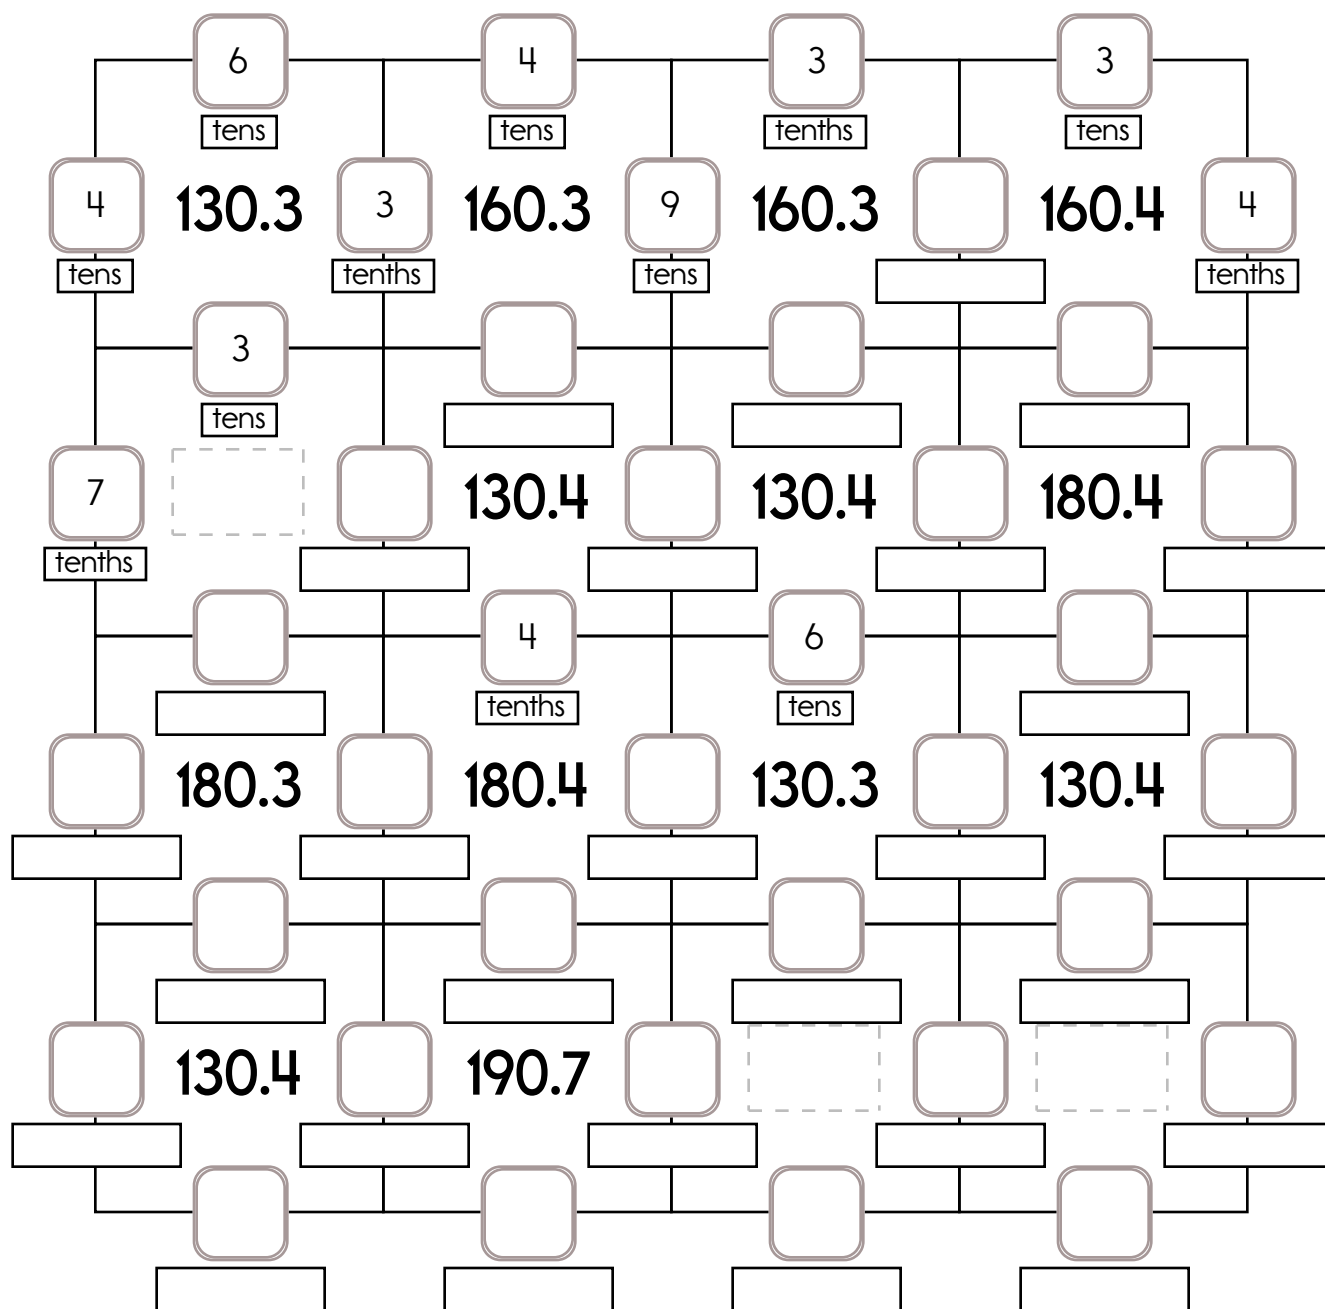 6 4 3 3
tens tens tenths tens
4 130.3 3 160.3 9 160.3 160.4 4
tens tenths tens tenths
3
tens
7 130.4 130.4 180.4
tenths
4 6
tenths tens
180.3 180.4 130.3 130.4
130.4 190.7